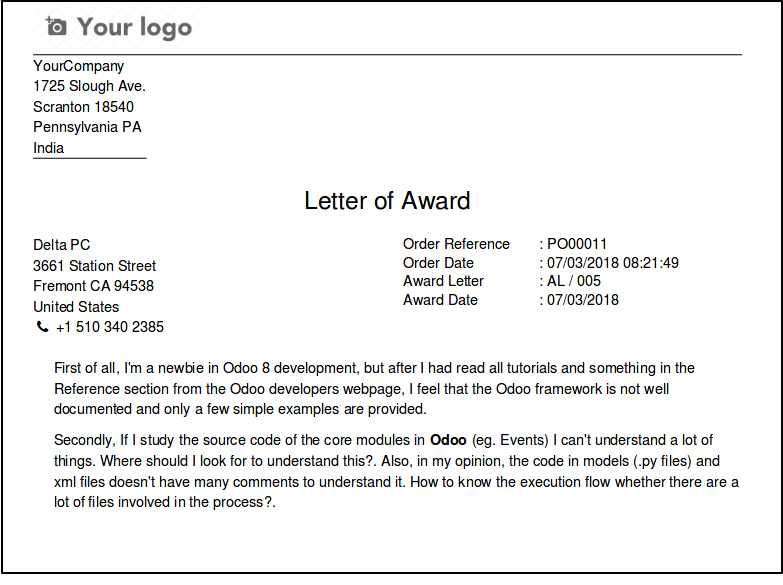 Your logo
YourCompany
1725 Slough Ave.
Scranton 18540
Pennsylvania PA
India
Letter of Award
Delta PC
3661 Station Street
Fremont CA 94538
United States
+1 510 340 2385
Order Reference : PO00011
Order Date : 07/03/2018 08:21:49
Award Letter : AL / 005
Award Date : 07/03/2018
First of all, I'm a newbie in Odoo 8 development, but after I had read all tutorials and something in the
Reference section from the Odoo developers webpage, I feel that the Odoo framework is not well
documented and only a few simple examples are provided.
Secondly, If I study the source code of the core modules in Odoo (eg. Events) I can't understand a lot of
things. Where should I look for to understand this?. Also, in my opinion, the code in models (.py files) and
xml files doesn't have many comments to understand it. How to know the execution flow whether there are a
lot of files involved in the process?.